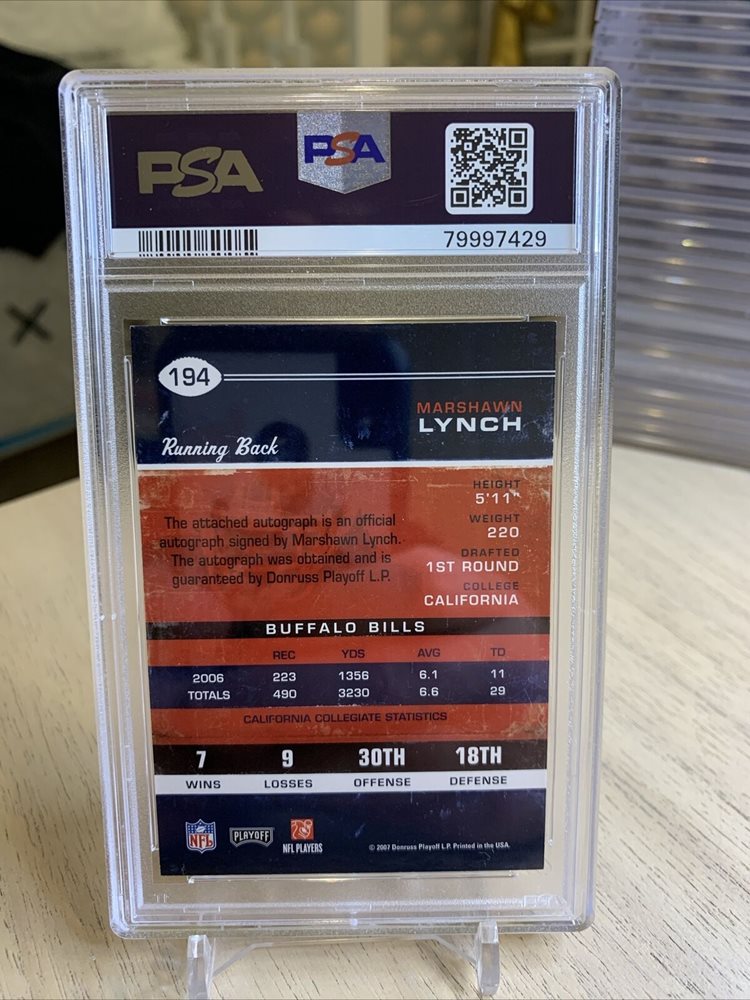 PSA
PSA
79997429
194
MARSHAWN
LYNCH
Running Back
HEIGHT
5'11"
WEIGHT
220
DRAFTED
1ST ROUND
COLLEGE
CALIFORNIA
The attached autograph is an official
autograph signed by Marshawn Lynch.
The autograph was obtained and is
guaranteed by Donruss Playoff L.P.
BUFFALO BILLS
REC YDS AVG TD
2006 223 1356 6.1 11
TOTALS 490 3230 6.6 29
CALIFORNIA COLLEGIATE STATISTICS
7 9 30TH 18TH
WINS LOSSES OFFENSE DEFENSE
NFL
PLAYOFF
NFL PLAYERS
© 2007 Donruss Playoff L.P. Printed in the USA.
X